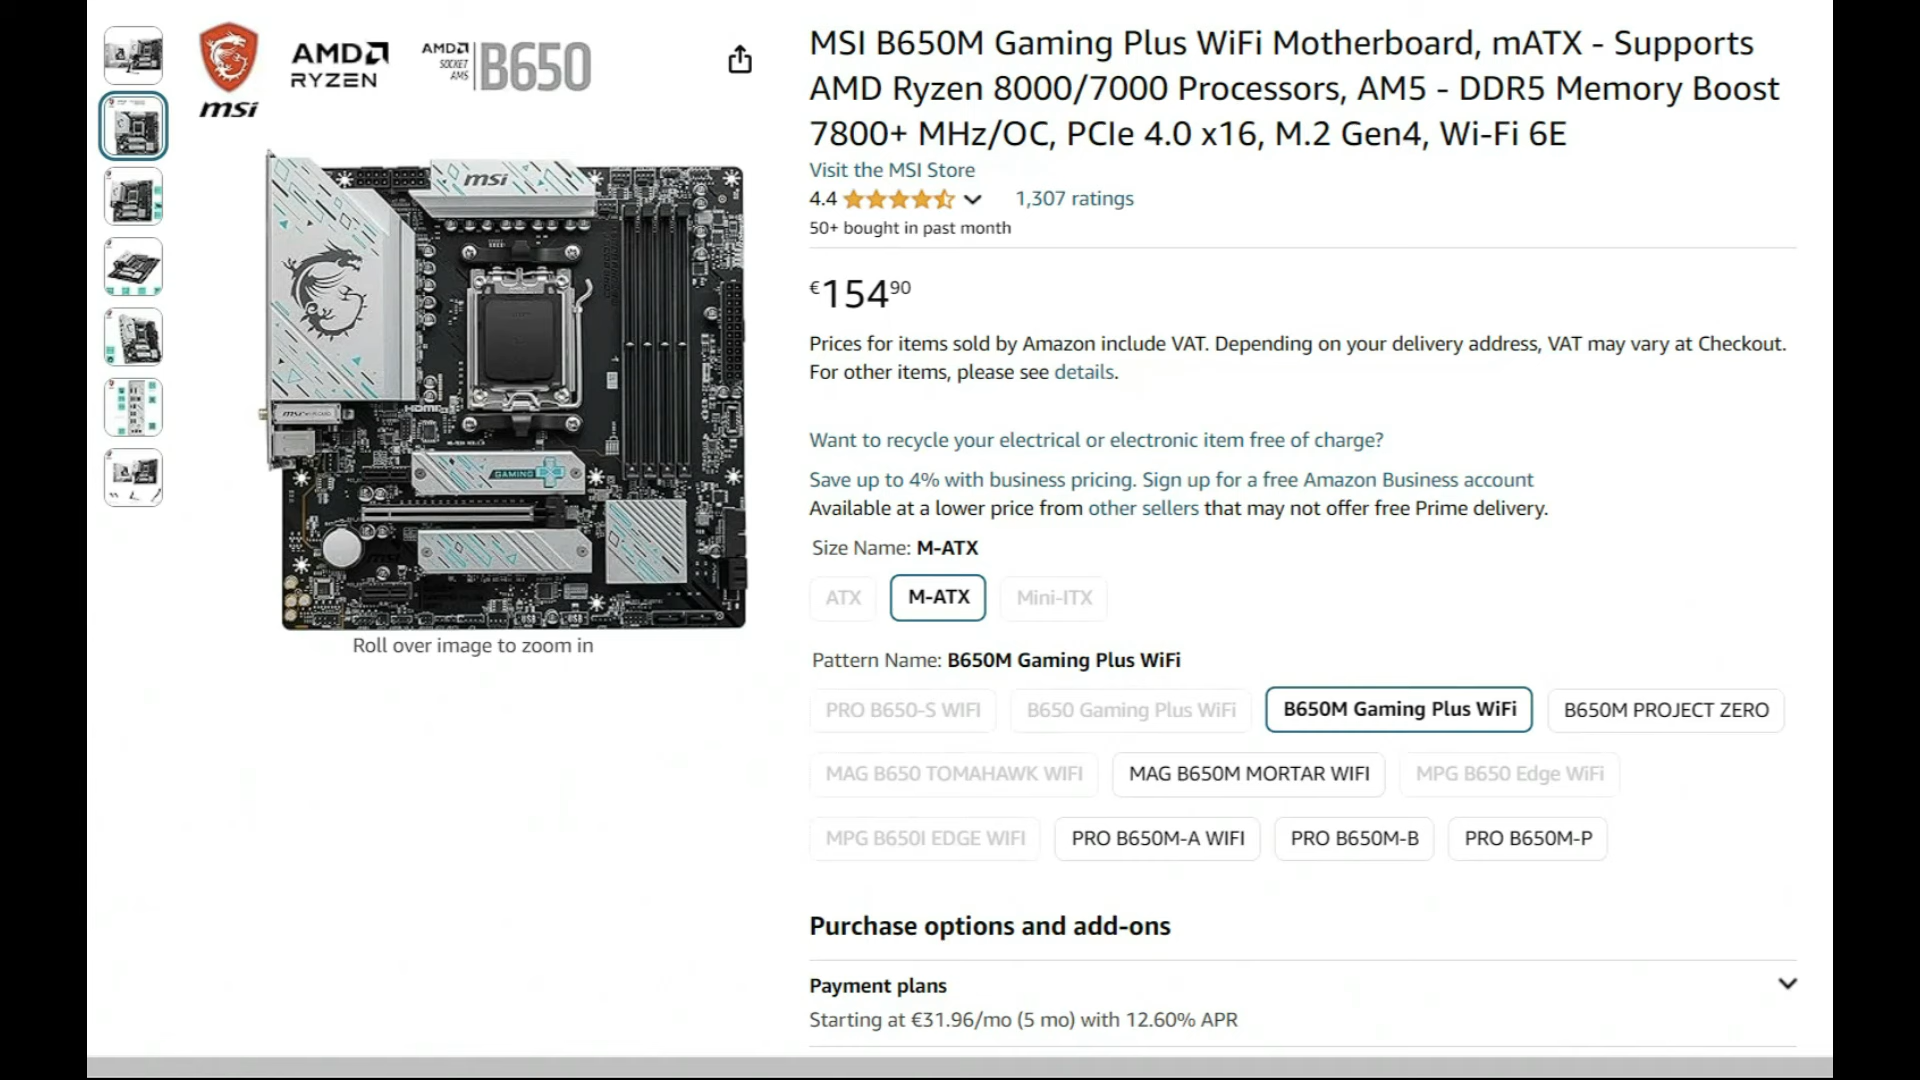 msi
AMD
RYZEN
AMD
SOCKET
AM5
B650
msi
HDMI
GAMING
Roll over image to zoom in
MSI B650M Gaming Plus WiFi Motherboard, mATX - Supports
AMD Ryzen 8000/7000 Processors, AM5 - DDR5 Memory Boost
7800+ MHz/OC, PCIe 4.0 x16, M.2 Gen4, Wi-Fi 6E
Visit the MSI Store
4.4 1,307 ratings
50+ bought in past month
€154 90
Prices for items sold by Amazon include VAT. Depending on your delivery address, VAT may vary at Checkout.
For other items, please see details.
Want to recycle your electrical or electronic item free of charge?
Save up to 4% with business pricing. Sign up for a free Amazon Business account
Available at a lower price from other sellers that may not offer free Prime delivery.
Size Name: M-ATX
ATX M-ATX Mini-ITX
Pattern Name: B650M Gaming Plus WiFi
PRO B650-S WIFI B650 Gaming Plus WiFi B650M Gaming Plus WiFi B650M PROJECT ZERO
MAG B650 TOMAHAWK WIFI MAG B650M MORTAR WIFI MPG B650 Edge WiFi
MPG B650I EDGE WIFI PRO B650M-A WIFI PRO B650M-B PRO B650M-P
Purchase options and add-ons
Payment plans
Starting at €31.96/mo (5 mo) with 12.60% APR